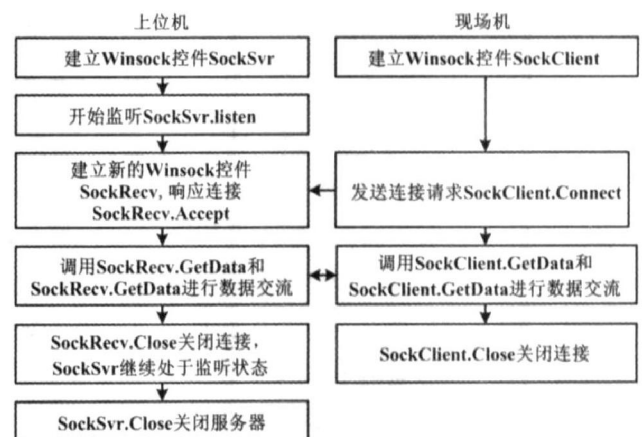 上位机
现场机
建立Winsock控件SockSvr
建立Winsock控件SockClient
开始监听SockSvr.listen
建立新的Winsock控件
SockRecv, 响应连接
SockRecv.Accept
发送连接请求SockClient.Connect
调用SockRecv.GetData和
SockRecv.GetData进行数据交流
调用SockClient.GetData和
SockClient.GetData进行数据交流
SockRecv.Close关闭连接，
SockSvr继续处于监听状态
SockClient.Close关闭连接
SockSvr.Close关闭服务器